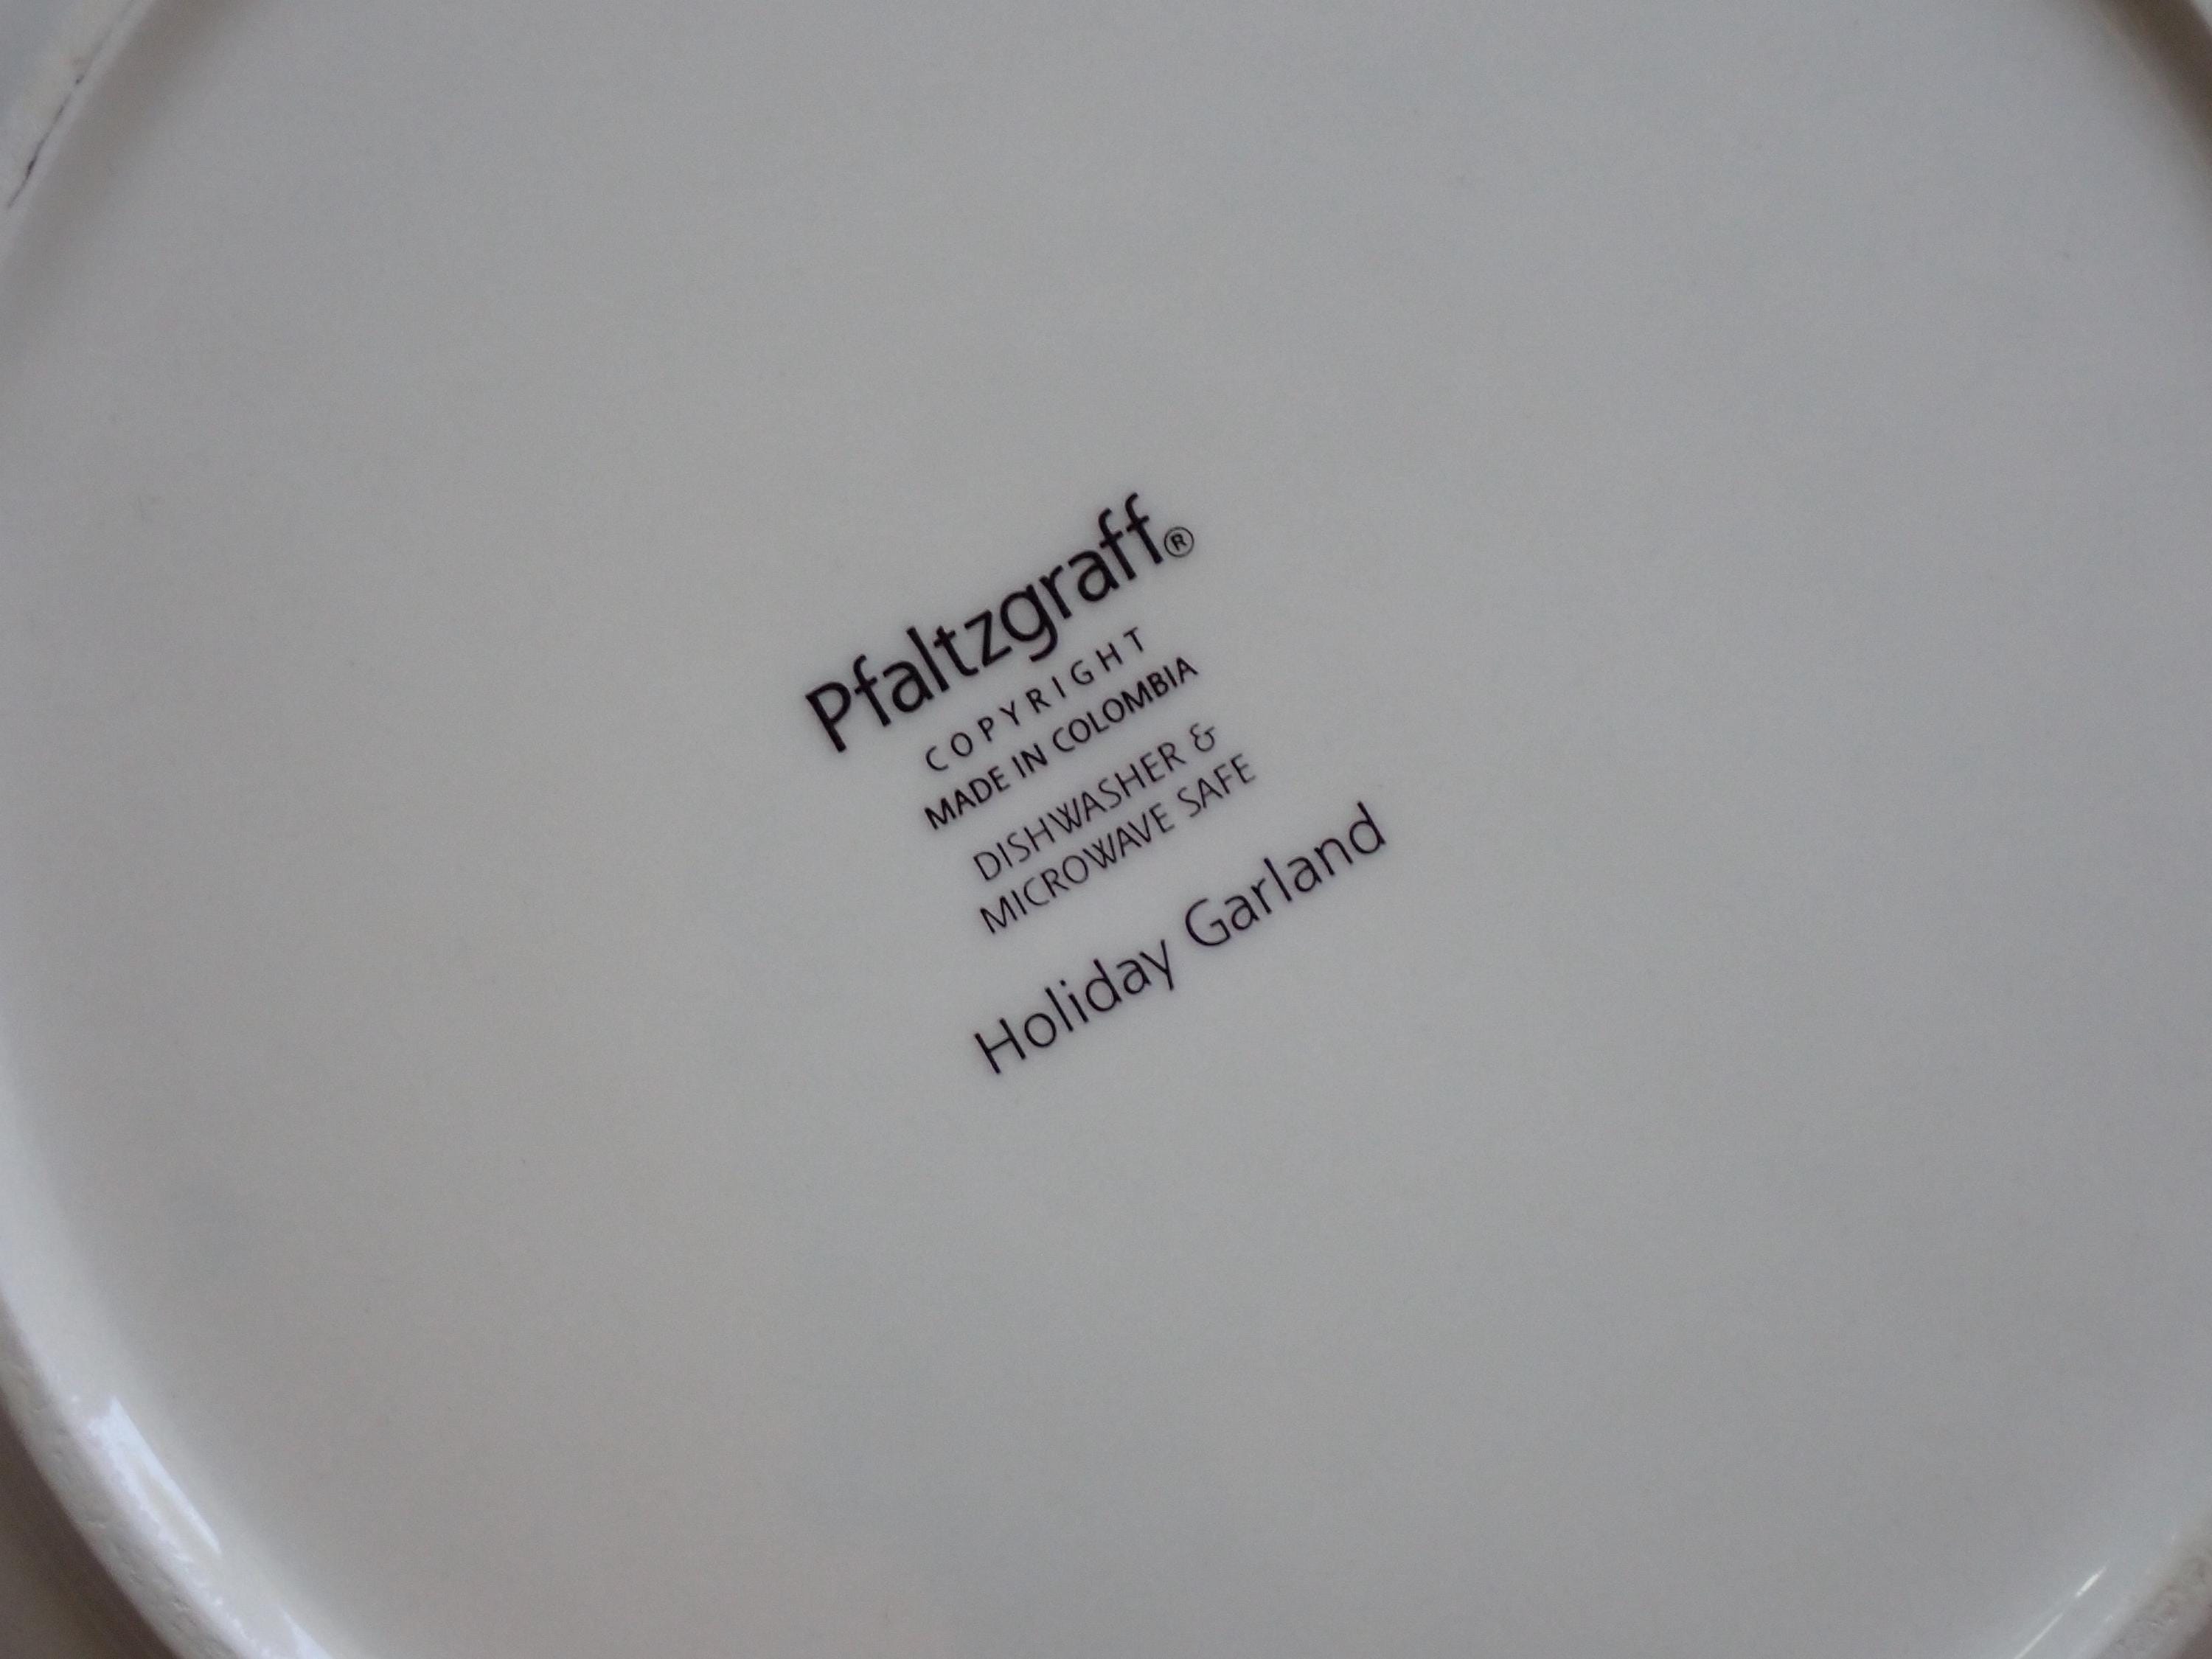 Pfaltzgraff®
COPYRIGHT
MADE IN COLOMBIA
DISHWASHER &
MICROWAVE SAFE
Holiday Garland